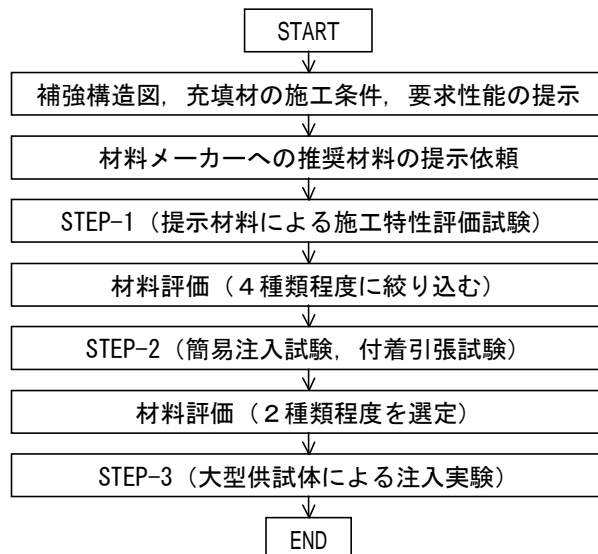 START
補強構造図，充填材の施工条件，要求性能の提示
材料メーカーへの推奨材料の提示依頼
STEP-1（提示材料による施工特性評価試験）
材料評価（４種類程度に絞り込む）
STEP-2（簡易注入試験，付着引張試験）
材料評価（２種類程度を選定）
STEP-3（大型供試体による注入実験）
END